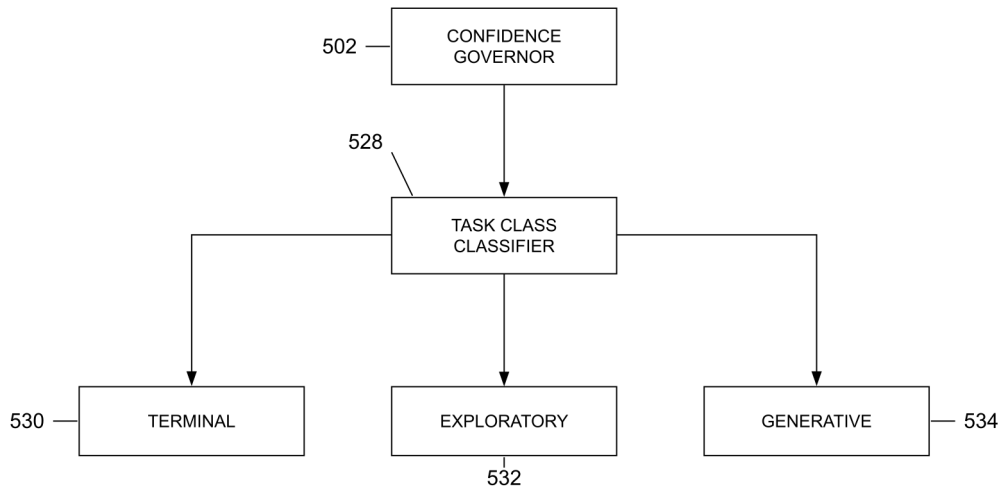 502
CONFIDENCE
GOVERNOR
528
TASK CLASS
CLASSIFIER
530
TERMINAL
EXPLORATORY
532
GENERATIVE
534